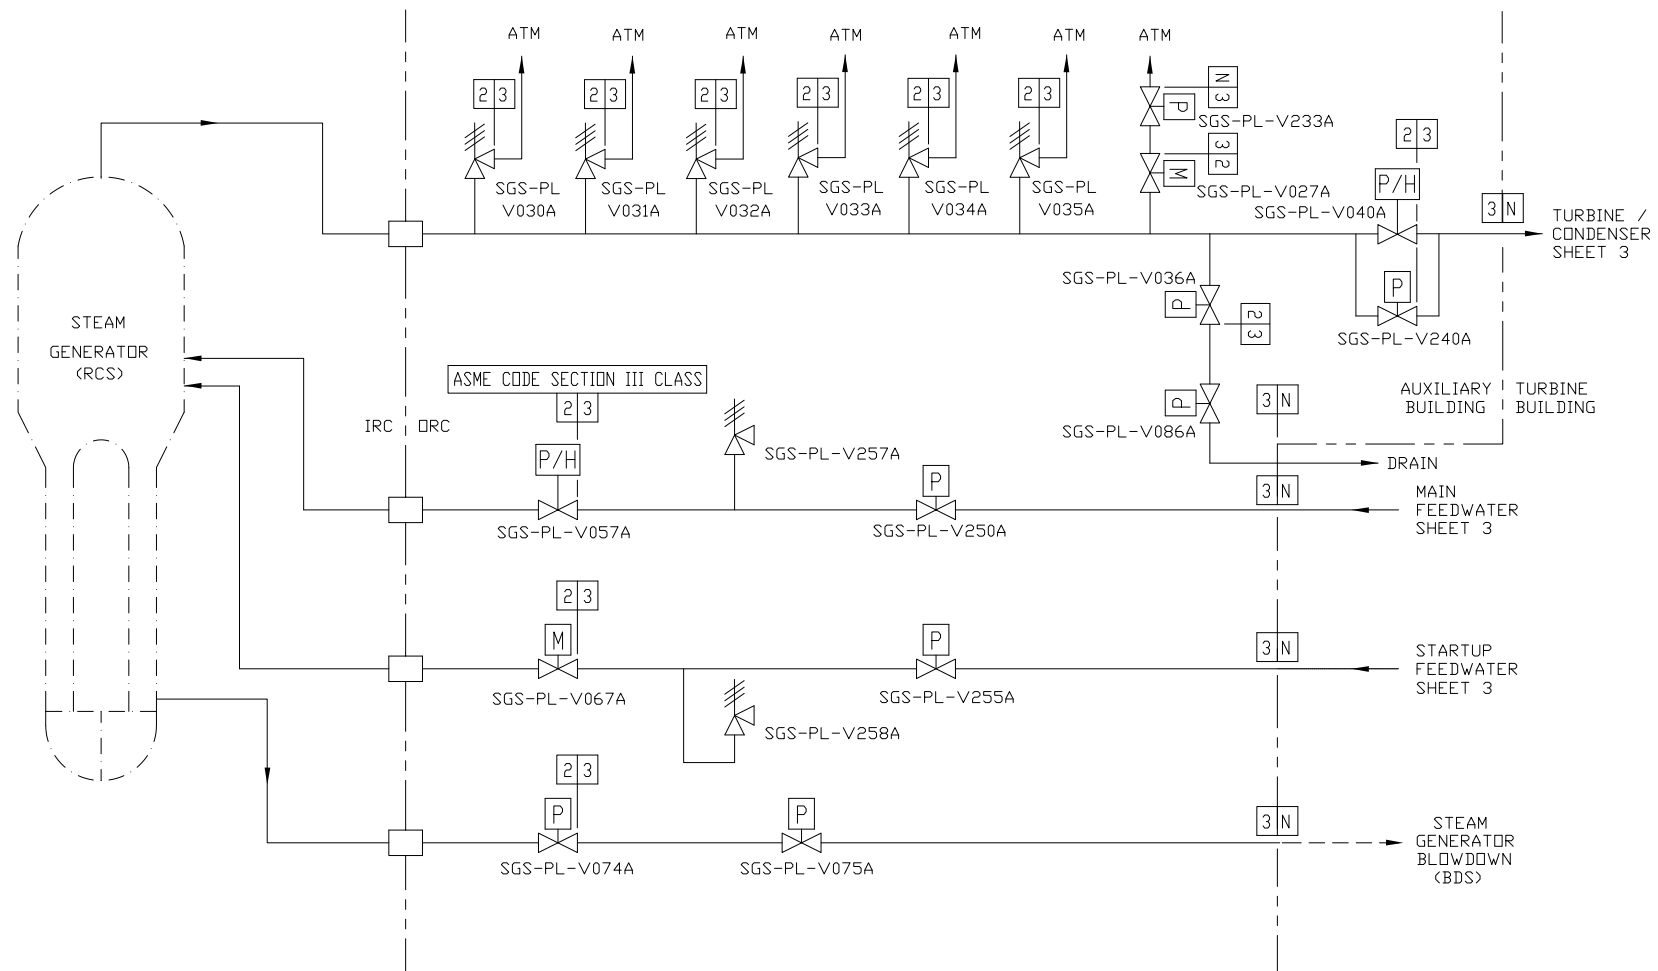 ATM ATM ATM ATM ATM ATM ATM
2 3 2 3 2 3 2 3 2 3 2 3
N 3
P
SGS-PL-V233A
3 2
M
SGS-PL-V027A
2 3
P/H
SGS-PL-V040A
3 N
SGS-PL
V030A
SGS-PL
V031A
SGS-PL
V032A
SGS-PL
V033A
SGS-PL
V034A
SGS-PL
V035A
TURBINE /
CONDENSER
SHEET 3
SGS-PL-V036A
P
2 3
P
SGS-PL-V240A
STEAM
GENERATOR
(RCS)
ASME CODE SECTION III CLASS
2 3
IRC ORC
P
SGS-PL-V086A
3 N
AUXILIARY
BUILDING
TURBINE
BUILDING
DRAIN
P/H
SGS-PL-V057A
SGS-PL-V257A
P
SGS-PL-V250A
3 N
MAIN
FEEDWATER
SHEET 3
2 3
M
SGS-PL-V067A
P
SGS-PL-V255A
3 N
STARTUP
FEEDWATER
SHEET 3
SGS-PL-V258A
2 3
P
SGS-PL-V074A
P
SGS-PL-V075A
3 N
STEAM
GENERATOR
BLOWDOWN
(BDS)